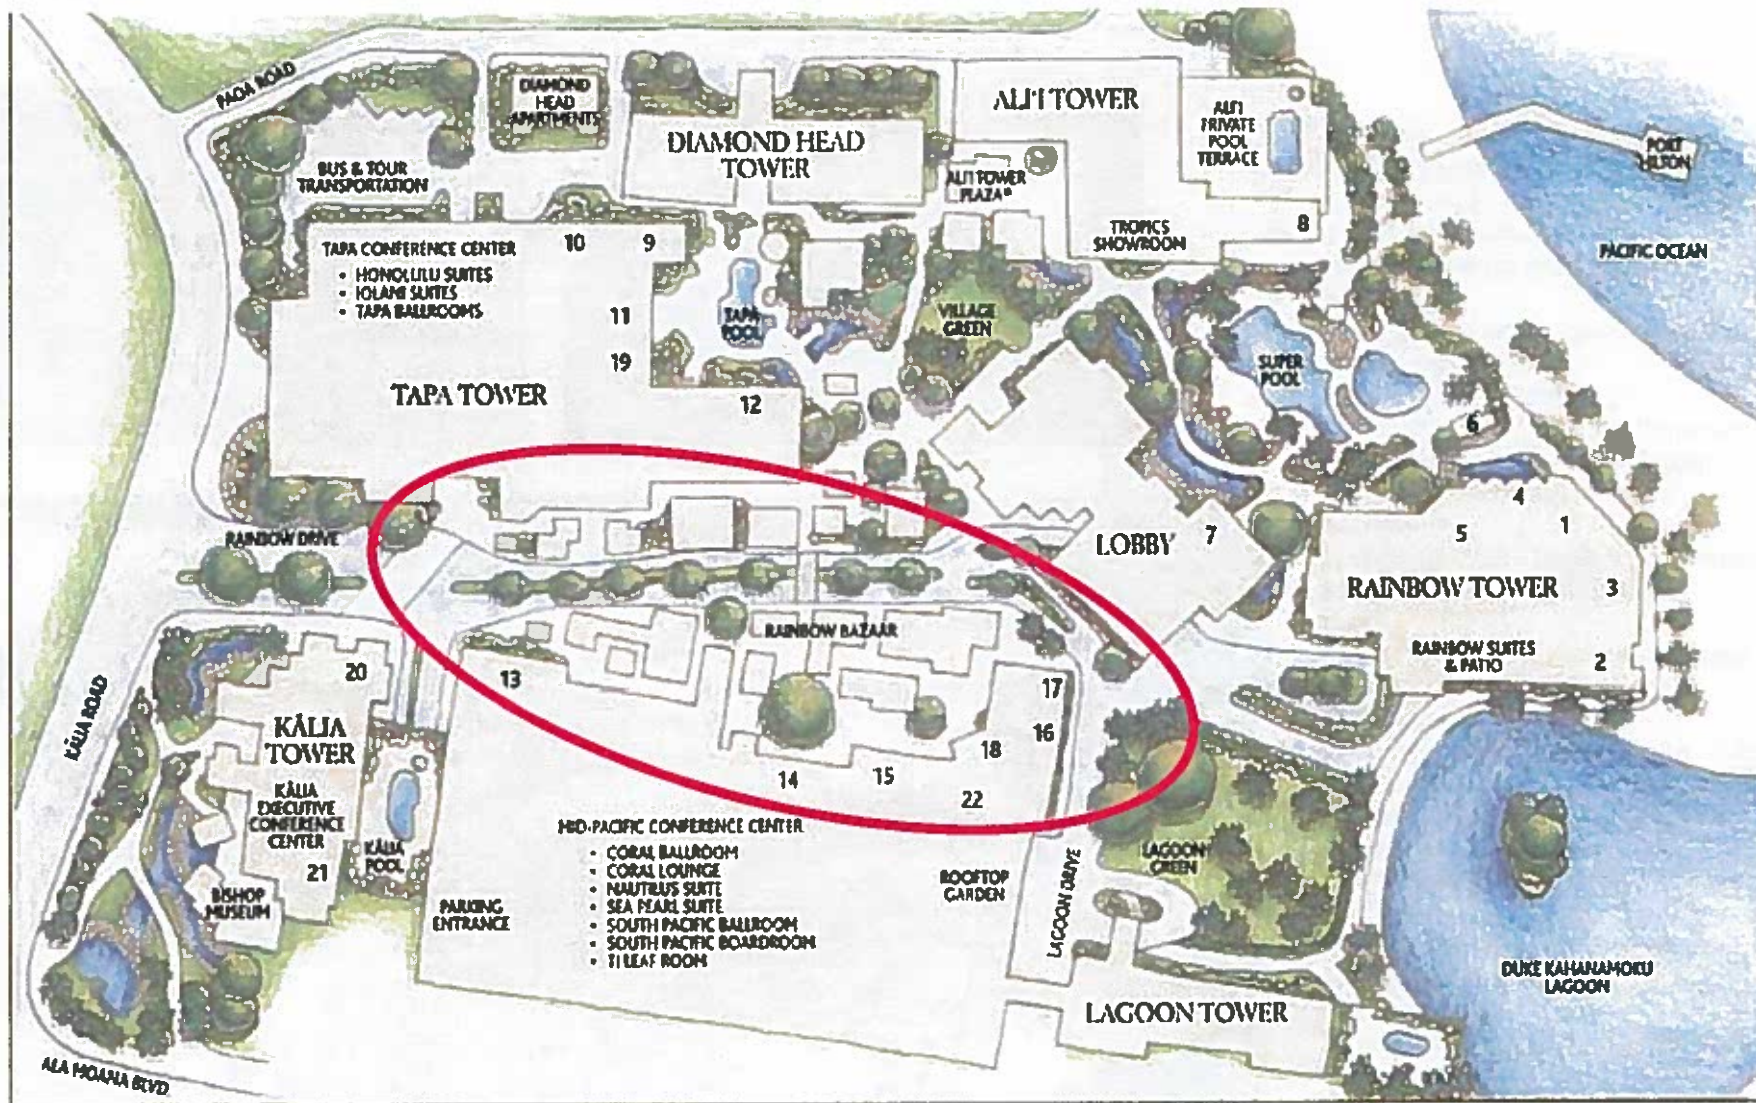 PAOA ROAD
DIAMOND
HEAD
APARTMENTS
BUS & TOUR
TRANSPORTATION
DIAMOND HEAD
TOWER
ALI'I TOWER
ALI'I
PRIVATE
POOL
TERRACE
ALI'I TOWER
PLAZA
TROPICS
SHOWROOM
8
PORT
HILTON
PACIFIC OCEAN
TAPA CONFERENCE CENTER
• HONOLULU SUITES
• IOLANI SUITES
• TAPA BALLROOMS
10
9
11
19
TAPA TOWER
12
TAPA
POOL
VILLAGE
GREEN
SUPER
POOL
6
RAINBOW DRIVE
LOBBY
7
4
5
1
RAINBOW TOWER
3
RAINBOW SUITES
& PATIO
2
RAINBOW BAZAAR
13
17
16
18
14
15
22
KĀLIA ROAD
20
KĀLIA
TOWER
KĀLIA
EXECUTIVE
CONFERENCE
CENTER
21
KĀLIA
POOL
BISHOP
MUSEUM
PARKING
ENTRANCE
MID-PACIFIC CONFERENCE CENTER
• CORAL BALLROOM
• CORAL LOUNGE
• NAUTILUS SUITE
• SEA PEARL SUITE
• SOUTH PACIFIC BALLROOM
• SOUTH PACIFIC BOARDROOM
• TI LEAF ROOM
ROOFTOP
GARDEN
LAGOON DRIVE
LAGOON
GREEN
LAGOON TOWER
DUKE KAHANAMOKU
LAGOON
ALA MOANA BLVD.